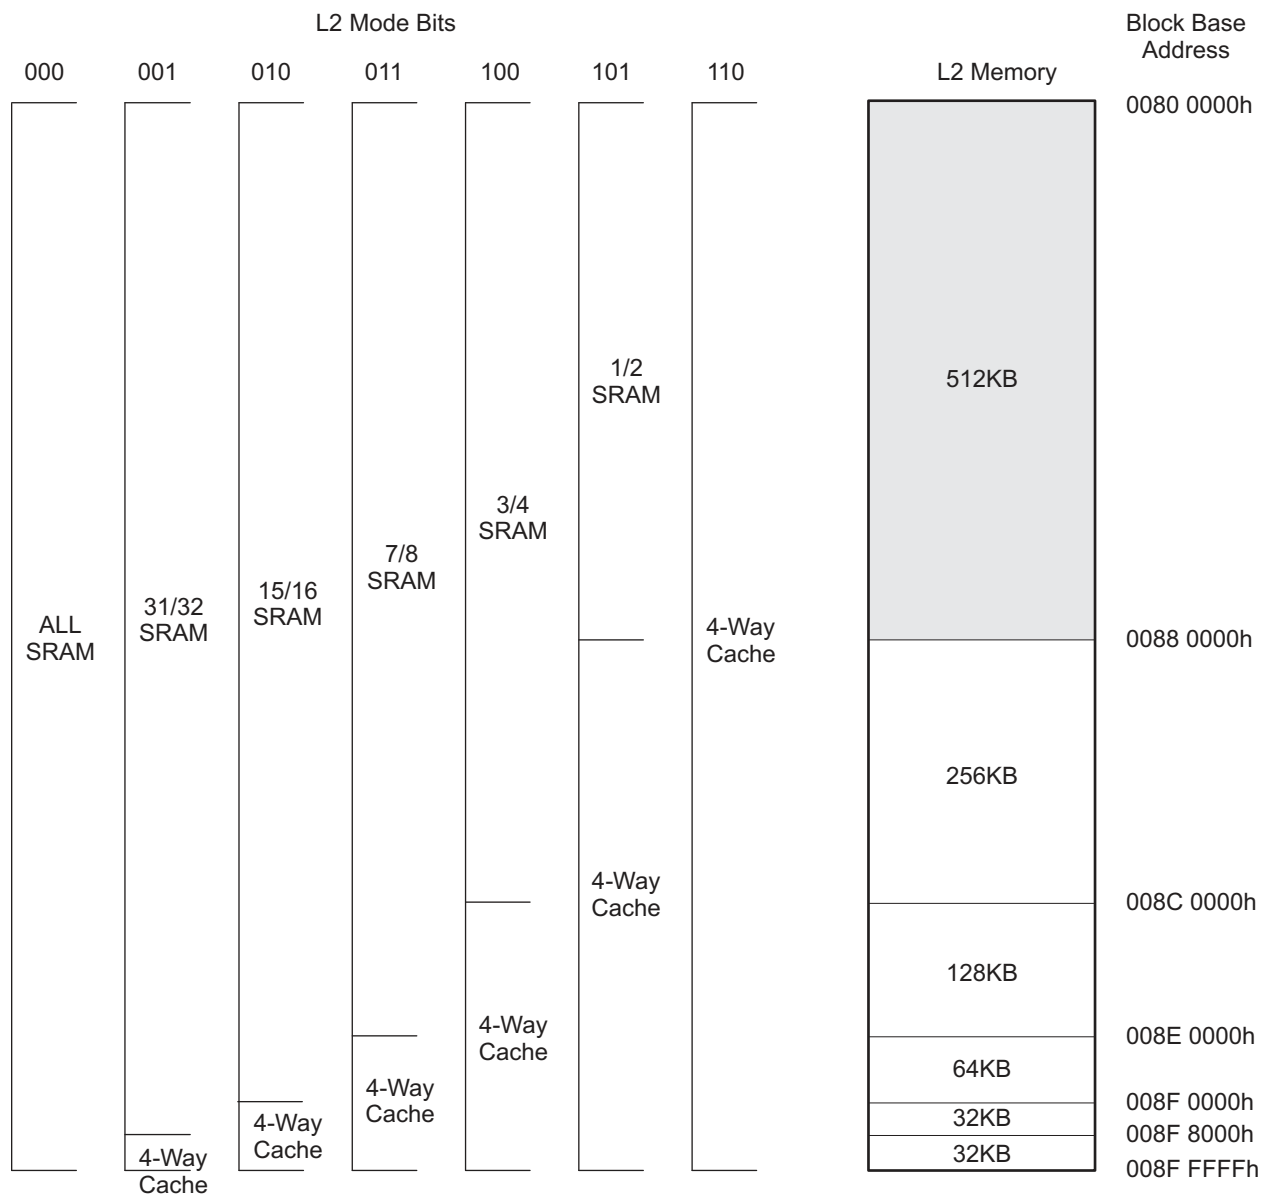 L2 Mode Bits
Block Base
Address
000
001
010
011
100
101
110
L2 Memory
0080 0000h
1/2
SRAM
512KB
3/4
SRAM
7/8
SRAM
15/16
SRAM
31/32
SRAM
ALL
SRAM
4-Way
Cache
0088 0000h
256KB
4-Way
Cache
008C 0000h
128KB
4-Way
Cache
008E 0000h
64KB
4-Way
Cache
008F 0000h
32KB
4-Way
Cache
008F 8000h
32KB
4-Way
Cache
008F FFFFh